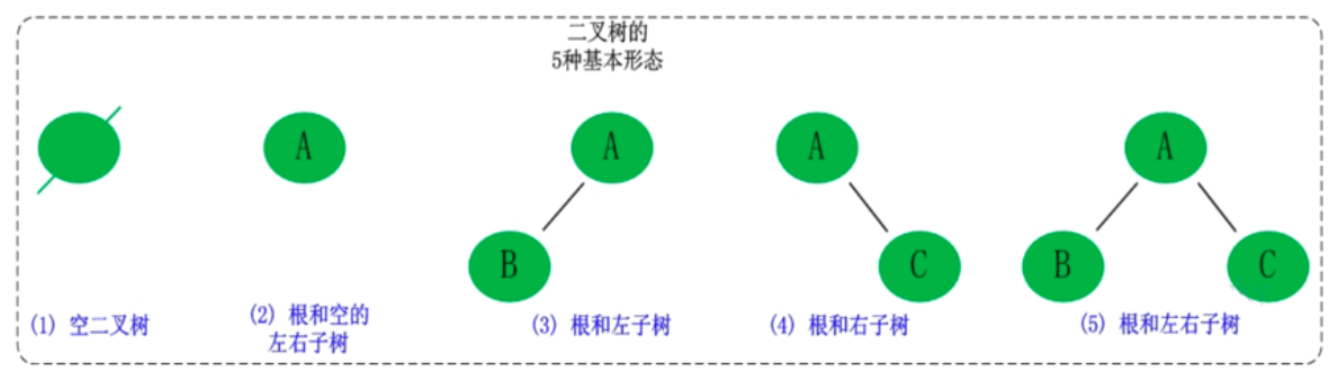 二叉树的
5种基本形态
A
A
A
A
B
C
B
C
(1) 空二叉树
(2) 根和空的
左右子树
(3) 根和左子树
(4) 根和右子树
(5) 根和左右子树